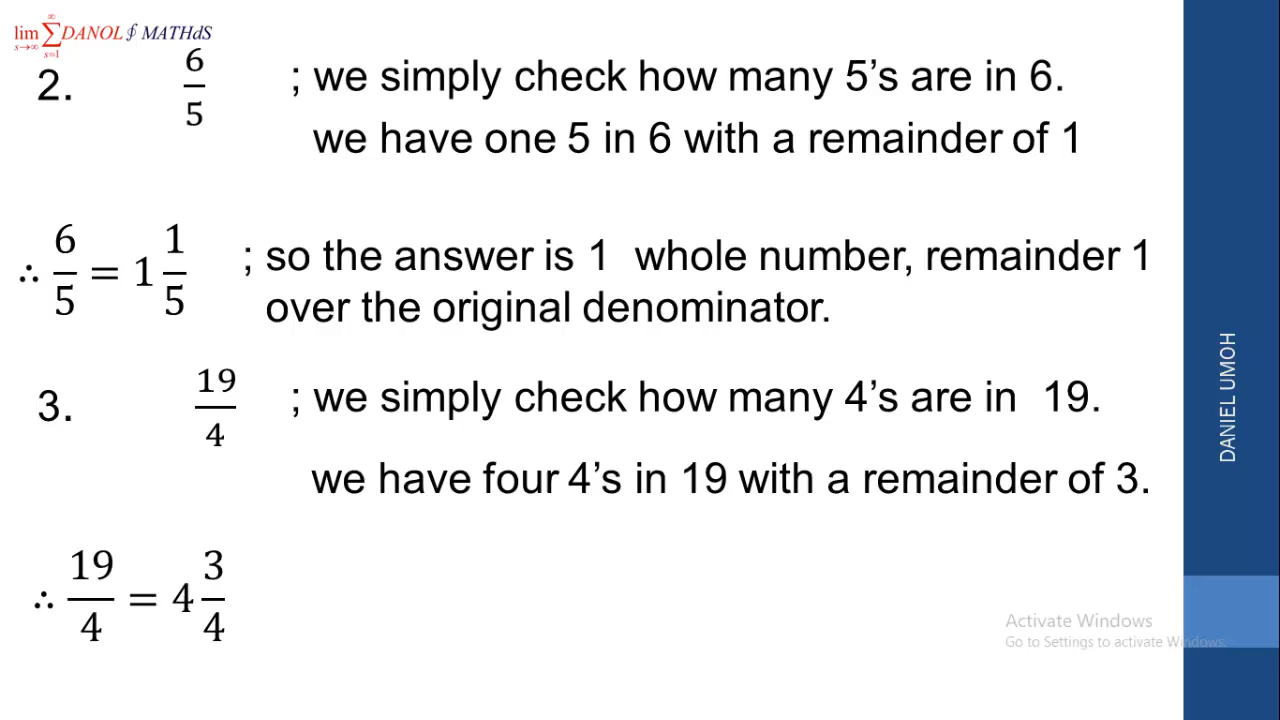 lim s→∞ ∞∑s=1 DANOL∮MATHdS
2. 6/5 ; we simply check how many 5’s are in 6.
we have one 5 in 6 with a remainder of 1
∴ 6/5 = 1 1/5 ; so the answer is 1 whole number, remainder 1
over the original denominator.
3. 19/4 ; we simply check how many 4’s are in 19.
we have four 4’s in 19 with a remainder of 3.
∴ 19/4 = 4 3/4
DANIEL UMOH
Activate Windows
Go to Settings to activate Windows.